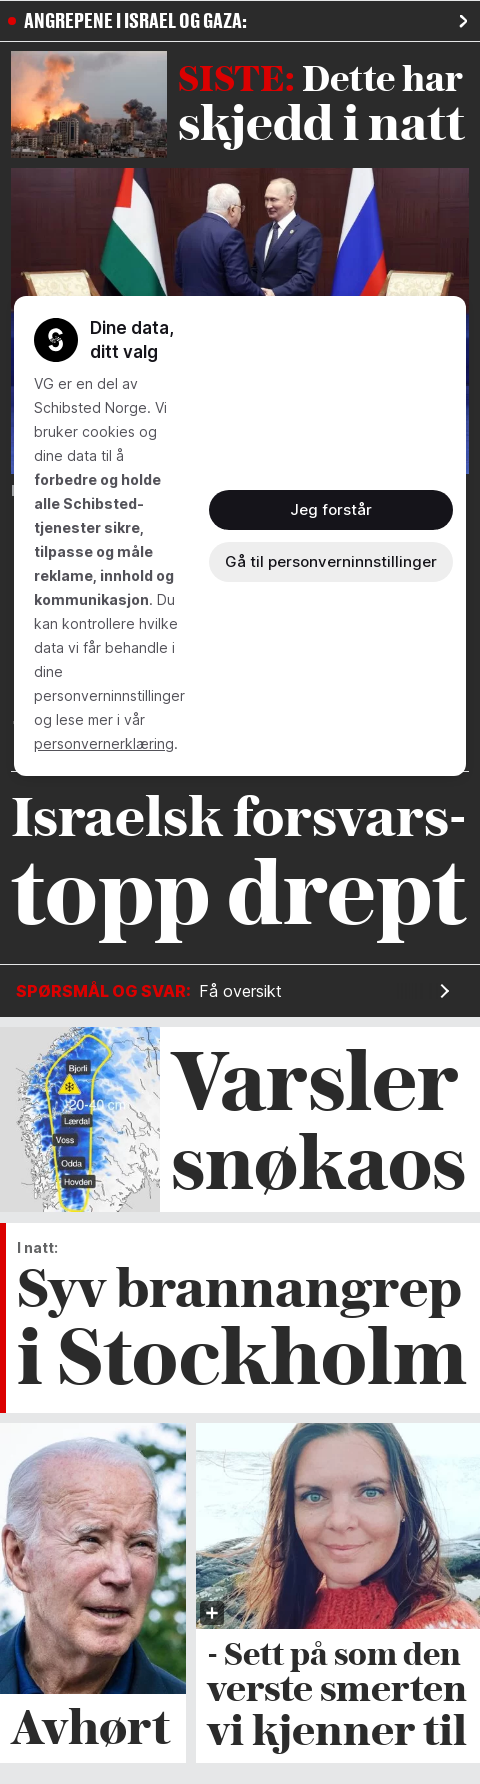 ANGREPENE I ISRAEL OG GAZA:
SISTE: Dette har
skjedd i natt
Dine data,
ditt valg
VG er en del av
Schibsted Norge. Vi
bruker cookies og
dine data til å
forbedre og holde
alle Schibsted-
tjenester sikre,
tilpasse og måle
reklame, innhold og
kommunikasjon. Du
kan kontrollere hvilke
data vi får behandle i
dine
personverninnstillinger
og lese mer i vår
personvernerklæring.
Jeg forstår
Gå til personverninnstillinger
Israelsk forsvars-
topp drept
SPØRSMÅL OG SVAR: Få oversikt
Bjorli
20-40 cm
Lærdal
Voss
Odda
Hovden
Varsler
snøkaos
I natt:
Syv brannangrep
i Stockholm
Avhørt
- Sett på som den
verste smerten
vi kjenner til